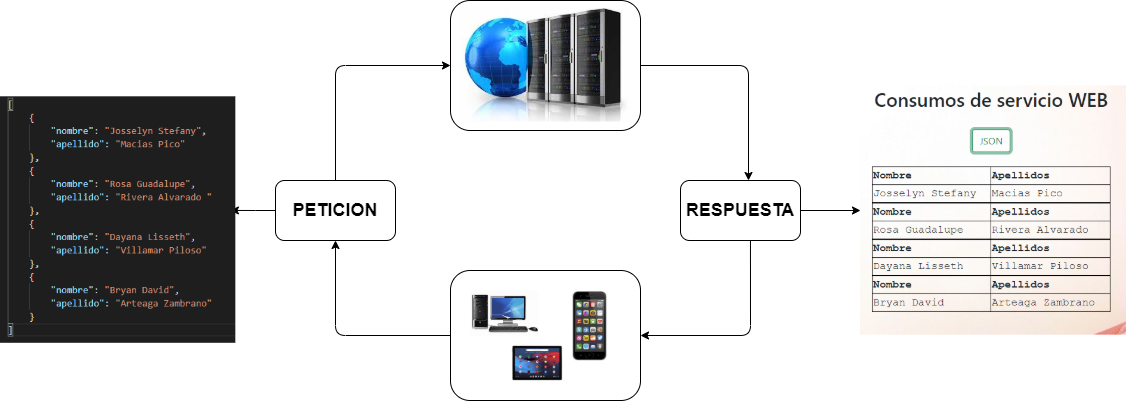 [
{
"nombre": "Josselyn Stefany",
"apellido": "Macias Pico"
},
{
"nombre": "Rosa Guadalupe",
"apellido": "Rivera Alvarado "
},
{
"nombre": "Dayana Lisseth",
"apellido": "Villamar Piloso"
},
{
"nombre": "Bryan David",
"apellido": "Arteaga Zambrano"
}
]
PETICION
RESPUESTA
Consumos de servicio WEB
JSON
Nombre Apellidos
Josselyn Stefany Macias Pico
Nombre Apellidos
Rosa Guadalupe Rivera Alvarado
Nombre Apellidos
Dayana Lisseth Villamar Piloso
Nombre Apellidos
Bryan David Arteaga Zambrano